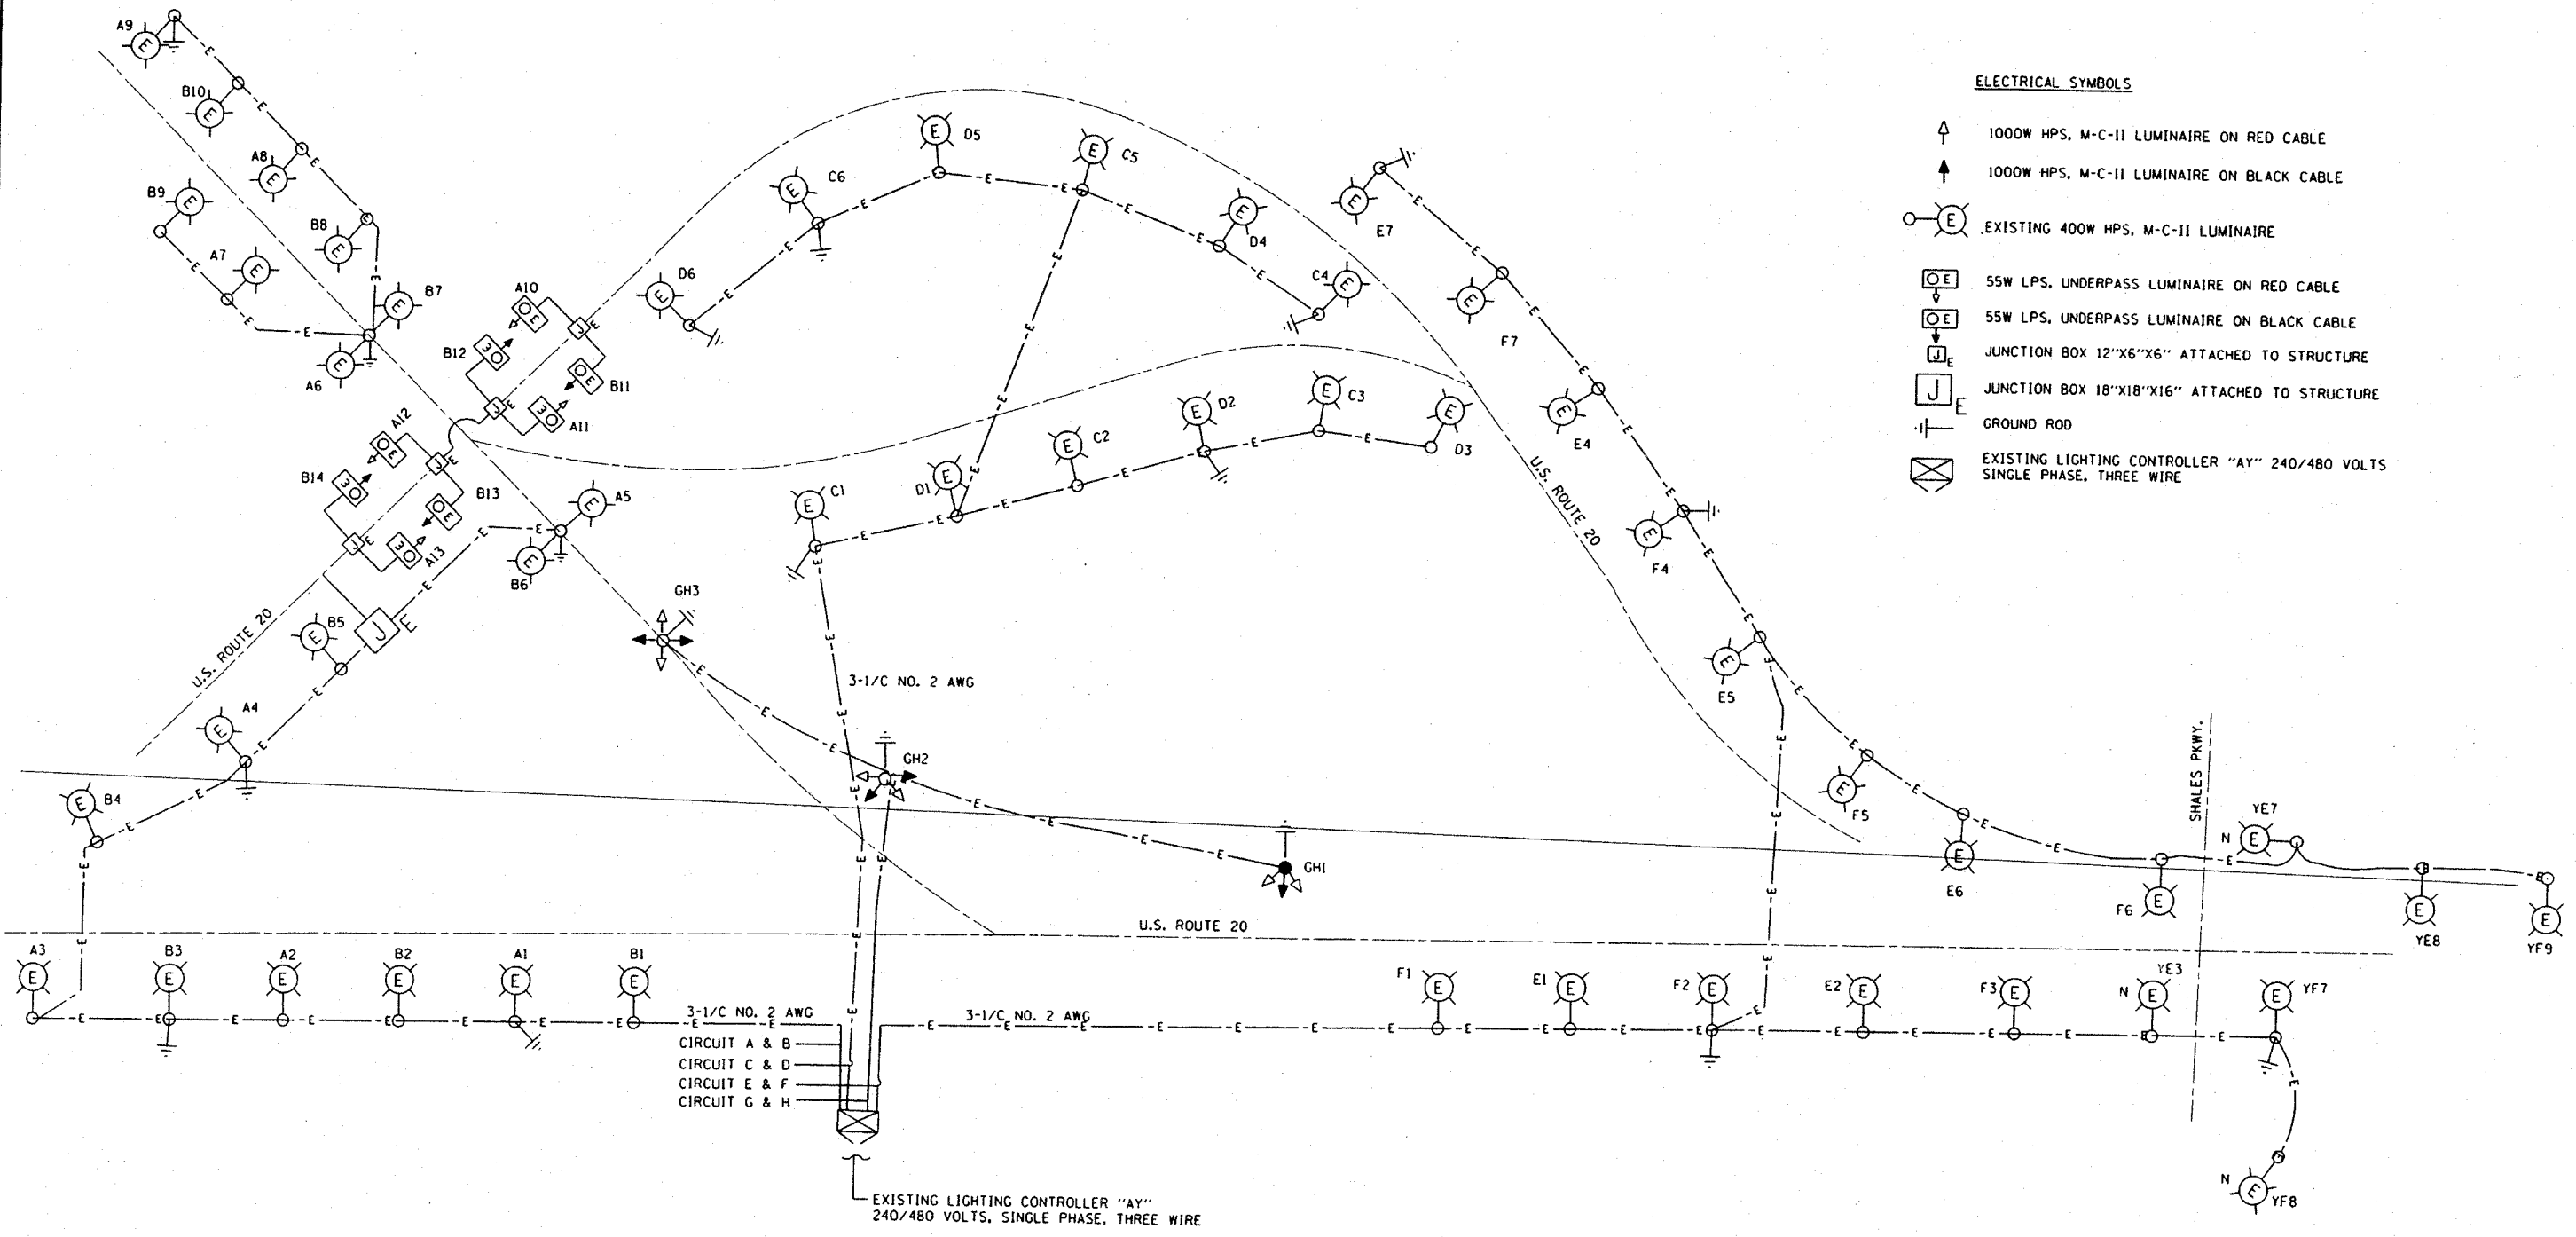 ELECTRICAL SYMBOLS
1000W HPS, M-C-II LUMINAIRE ON RED CABLE
1000W HPS, M-C-II LUMINAIRE ON BLACK CABLE
E EXISTING 400W HPS, M-C-II LUMINAIRE
E 55W LPS, UNDERPASS LUMINAIRE ON RED CABLE
E 55W LPS, UNDERPASS LUMINAIRE ON BLACK CABLE
J E JUNCTION BOX 12"X6"X6" ATTACHED TO STRUCTURE
J E JUNCTION BOX 18"X18"X16" ATTACHED TO STRUCTURE
GROUND ROD
EXISTING LIGHTING CONTROLLER "AY" 240/480 VOLTS
SINGLE PHASE, THREE WIRE
A9
B10
A8
B9
B8
A7
B7
A6
A10
B12
B11
A11
A12
B14
B13
A13
A5
B6
B5
A4
B4
D6
C6
D5
C5
D4
C4
E7
F7
E4
F4
E5
F5
E6
F6
C1
D1
C2
D2
C3
D3
GH3
GH2
GH1
U.S. ROUTE 20
U.S. ROUTE 20
U.S. ROUTE 20
3-1/C NO. 2 AWG
SHALES PKWY.
N YE7
YE8
YF9
A3
B3
A2
B2
A1
B1
F1
E1
F2
E2
F3
N YE3
YF7
N YF8
3-1/C NO. 2 AWG
3-1/C NO. 2 AWG
CIRCUIT A & B
CIRCUIT C & D
CIRCUIT E & F
CIRCUIT G & H
EXISTING LIGHTING CONTROLLER "AY"
240/480 VOLTS, SINGLE PHASE, THREE WIRE